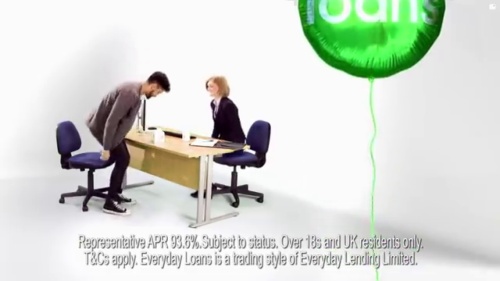 oans
Representative APR 93.6%.Subject to status. Over 18s and UK residents only.
T&Cs apply. Everyday Loans is a trading style of Everyday Lending Limited.